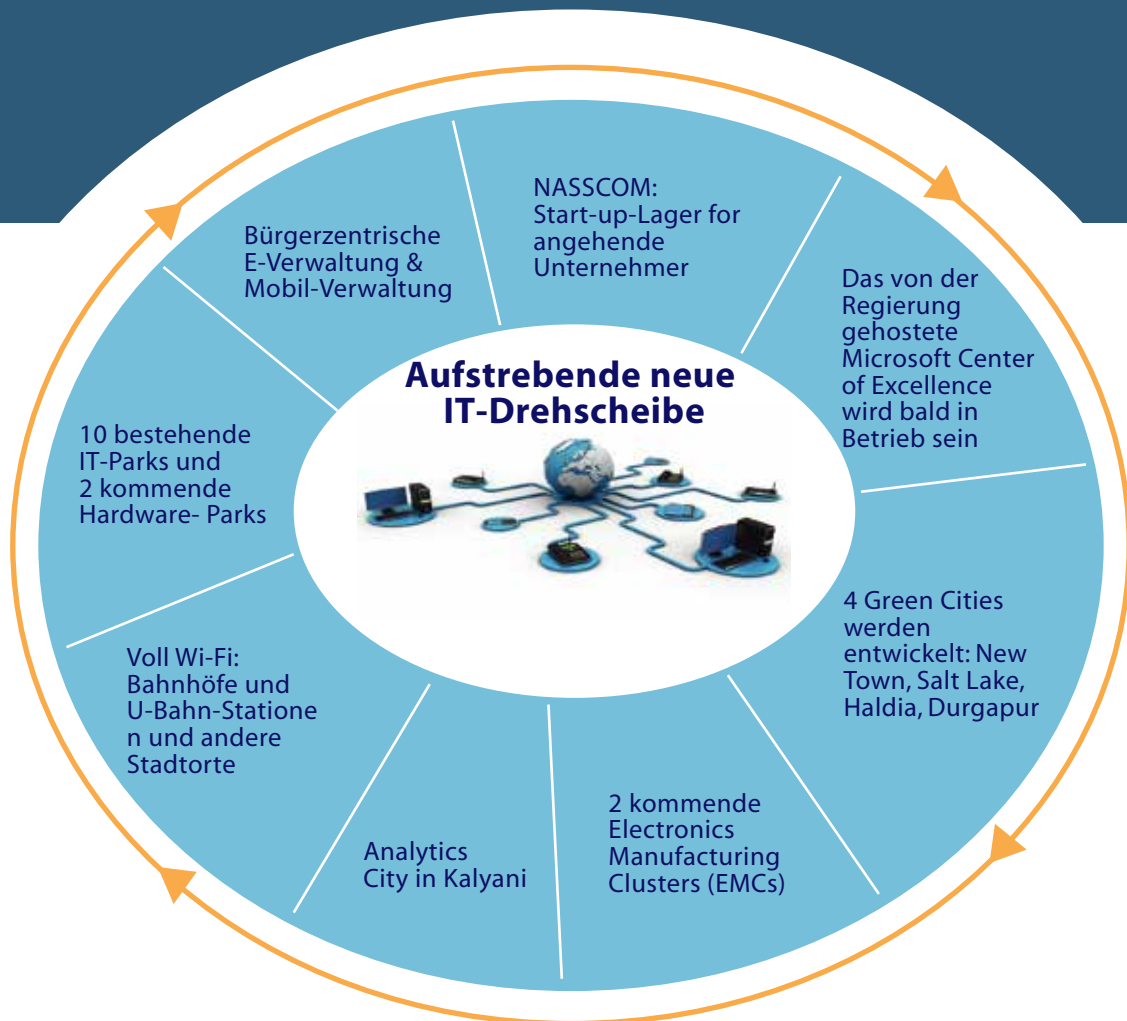 Aufstrebende neue
IT-Drehscheibe
NASSCOM:
Start-up-Lager for
angehende
Unternehmer
Das von der
Regierung
gehostete
Microsoft Center
of Excellence
wird bald in
Betrieb sein
4 Green Cities
werden
entwickelt: New
Town, Salt Lake,
Haldia, Durgapur
2 kommende
Electronics
Manufacturing
Clusters (EMCs)
Analytics
City in Kalyani
Voll Wi-Fi:
Bahnhöfe und
U-Bahn-Statione
n und andere
Stadtorte
10 bestehende
IT-Parks und
2 kommende
Hardware- Parks
Bürgerzentrische
E-Verwaltung &
Mobil-Verwaltung